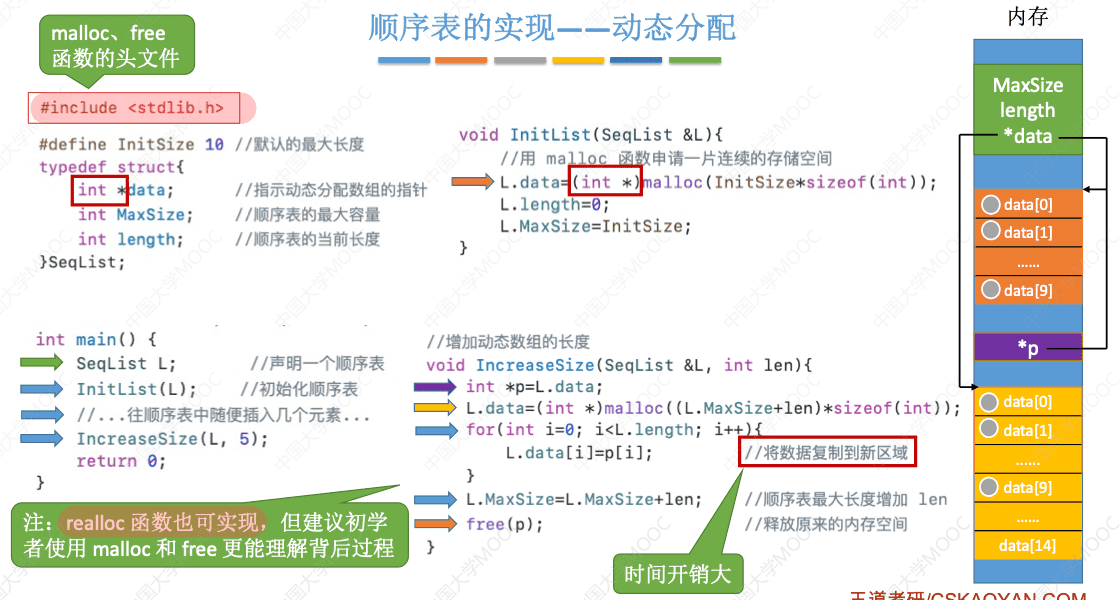 顺序表的实现——动态分配
malloc、free
函数的头文件
#include <stdlib.h>
#define InitSize 10 //默认的最大长度
typedef struct{
int *data; //指示动态分配数组的指针
int MaxSize; //顺序表的最大容量
int length; //顺序表的当前长度
}SeqList;
void InitList(SeqList &L){
//用 malloc 函数申请一片连续的存储空间
L.data=(int *)malloc(InitSize*sizeof(int));
L.length=0;
L.MaxSize=InitSize;
}
int main() {
SeqList L; //声明一个顺序表
InitList(L); //初始化顺序表
//...往顺序表中随便插入几个元素...
IncreaseSize(L, 5);
return 0;
}
注：realloc 函数也可实现，但建议初学
者使用 malloc 和 free 更能理解背后过程
//增加动态数组的长度
void IncreaseSize(SeqList &L, int len){
int *p=L.data;
L.data=(int *)malloc((L.MaxSize+len)*sizeof(int));
for(int i=0; i<L.length; i++){
L.data[i]=p[i]; //将数据复制到新区域
}
L.MaxSize=L.MaxSize+len; //顺序表最大长度增加 len
free(p); //释放原来的内存空间
}
时间开销大
内存
MaxSize
length
*data
data[0]
data[1]
......
data[9]
*p
data[0]
data[1]
......
data[9]
......
data[14]
王道考研/CSKAOYAN.COM
中国大学MOOC